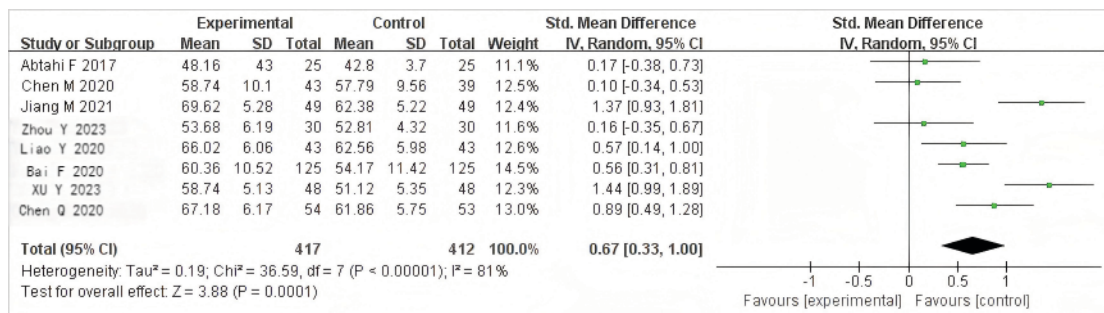 Experimental Control Std. Mean Difference Std. Mean Difference
Study or Subgroup Mean SD Total Mean SD Total Weight IV, Random, 95% CI IV, Random, 95% CI
Abtahi F 2017 48.16 43 25 42.8 3.7 25 11.1% 0.17 [-0.38, 0.73]
Chen M 2020 58.74 10.1 43 57.79 9.56 39 12.5% 0.10 [-0.34, 0.53]
Jiang M 2021 69.62 5.28 49 62.38 5.22 49 12.4% 1.37 [0.93, 1.81]
Zhou Y 2023 53.68 6.19 30 52.81 4.32 30 11.6% 0.16 [-0.35, 0.67]
Liao Y 2020 66.02 6.06 43 62.56 5.98 43 12.5% 0.57 [0.14, 1.00]
Bai F 2020 60.36 10.52 125 54.17 11.42 125 14.5% 0.56 [0.31, 0.81]
XU Y 2023 58.74 5.13 48 51.12 5.35 48 12.3% 1.44 [0.99, 1.89]
Chen Q 2020 67.18 6.17 54 61.86 5.75 53 13.0% 0.89 [0.49, 1.28]
Total (95% CI) 417 412 100.0% 0.67 [0.33, 1.00]
Heterogeneity: Tau² = 0.19; Chi² = 36.59, df = 7 (P < 0.00001); I² = 81%
Test for overall effect: Z = 3.88 (P = 0.0001)
-1 -0.5 0 0.5 1
Favours [experimental] Favours [control]